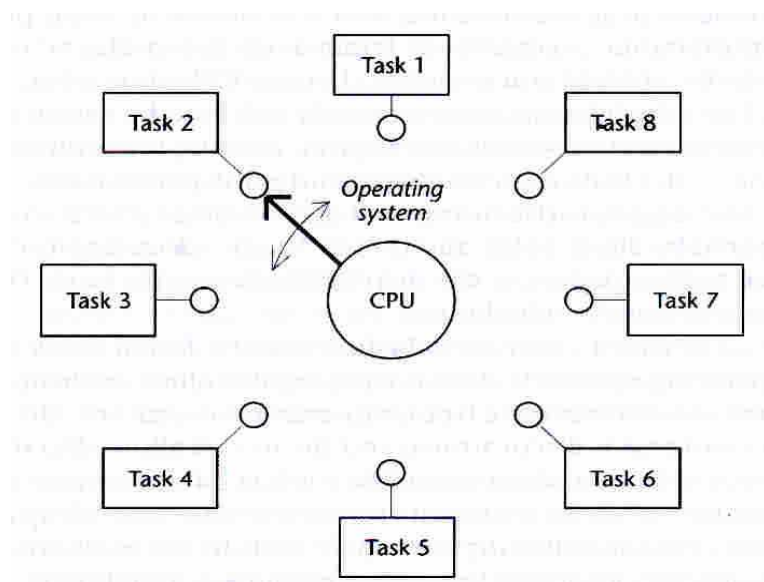 Task 1
Task 2
Task 8
Operating
system
Task 3
CPU
Task 7
Task 4
Task 6
Task 5